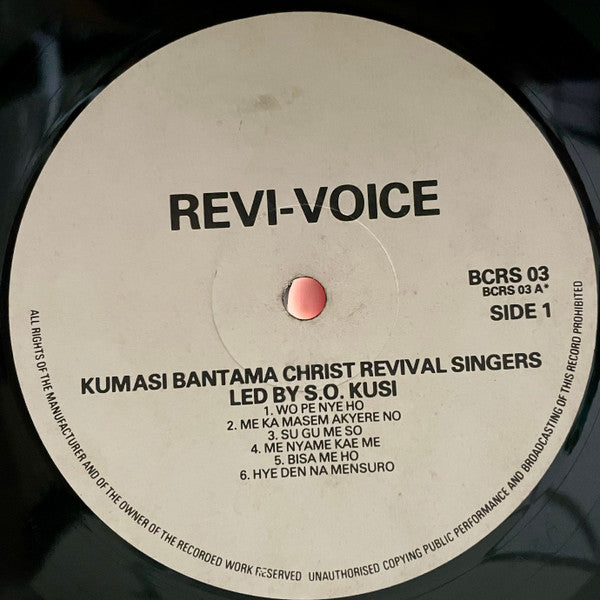 REVI-VOICE
BCRS 03
BCRS 03 A*
SIDE 1
KUMASI BANTAMA CHRIST REVIVAL SINGERS
LED BY S.O. KUSI
1. WO PE NYE HO
2. ME KA MASEM AKYERE NO
3. SU GU ME SO
4. ME NYAME KAE ME
5. BISA ME HO
6. HYE DEN NA MENSURO
ALL RIGHTS OF THE MANUFACTURER AND OF THE OWNER OF THE RECORDED WORK RESERVED UNAUTHORISED COPYING PUBLIC PERFORMANCE AND BROADCASTING OF THIS RECORD PROHIBITED